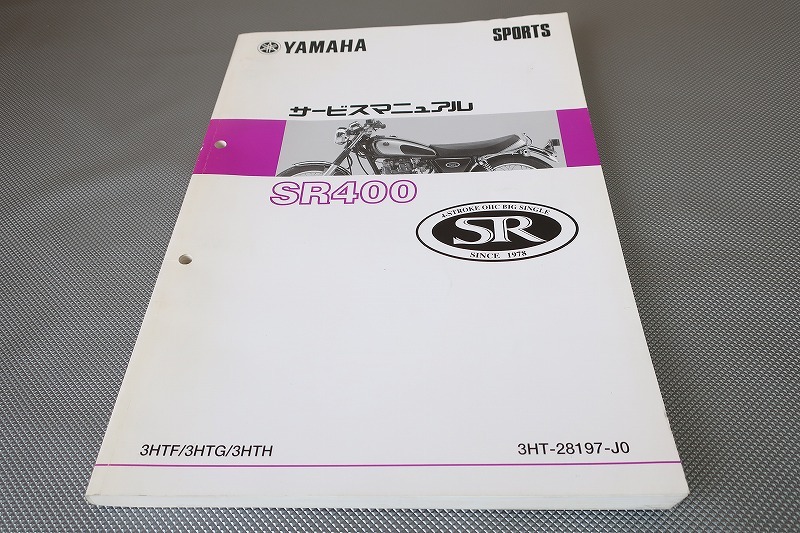 YAMAHA
SPORTS
サービスマニュアル
SR400
4-STROKE OHC BIG SINGLE
SR
SINCE 1978
3HTF/3HTG/3HTH
3HT-28197-J0